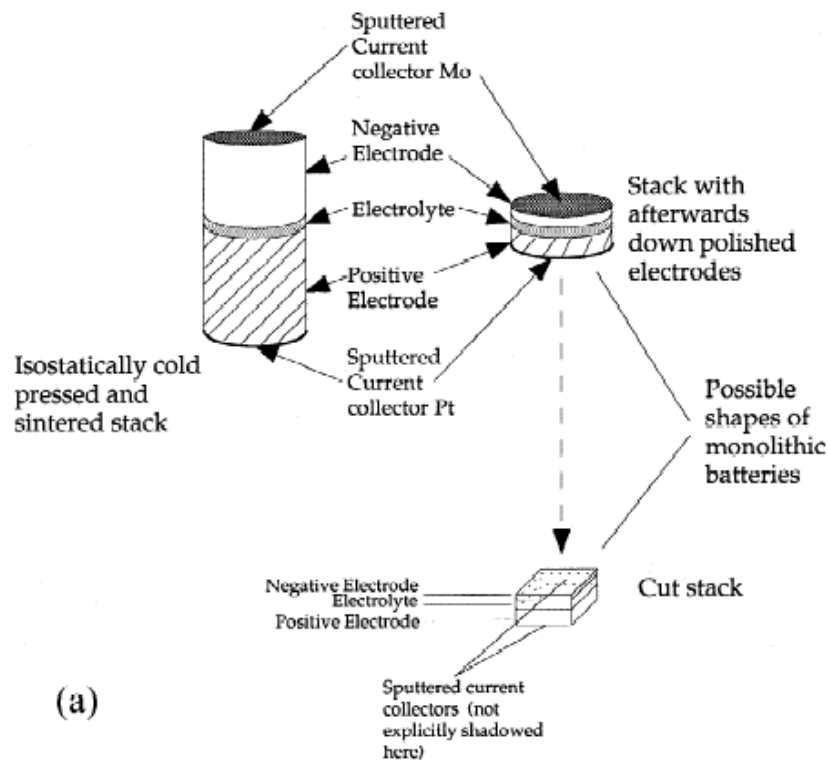 Sputtered
Current
collector Mo
Negative
Electrode
Electrolyte
Positive
Electrode
Sputtered
Current
collector Pt
Isostatically cold
pressed and
sintered stack
Stack with
afterwards
down polished
electrodes
Possible
shapes of
monolithic
batteries
Negative Electrode
Electrolyte
Positive Electrode
Cut stack
Sputtered current
collectors (not
explicitly shadowed
here)
(a)